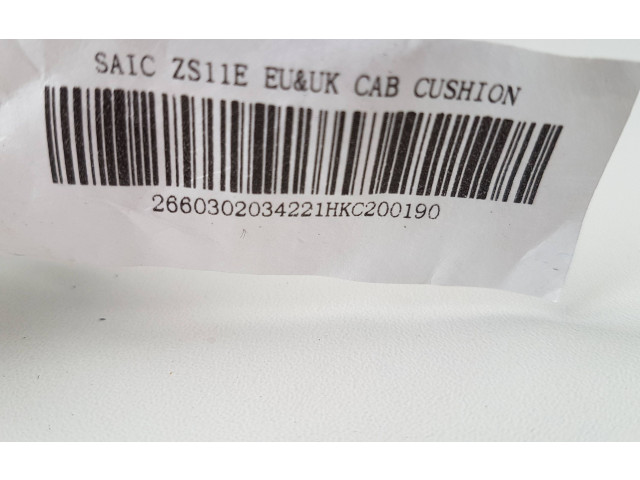 SAIC ZS11E EU&UK CAB CUSHION
2660302034221HKC200190